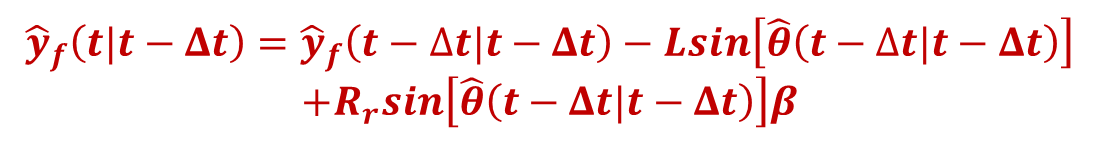 ŷ_f(t|t − Δt) = ŷ_f(t − Δt|t − Δt) − Lsin[θ̂(t − Δt|t − Δt)]
+R_r sin[θ̂(t − Δt|t − Δt)]β